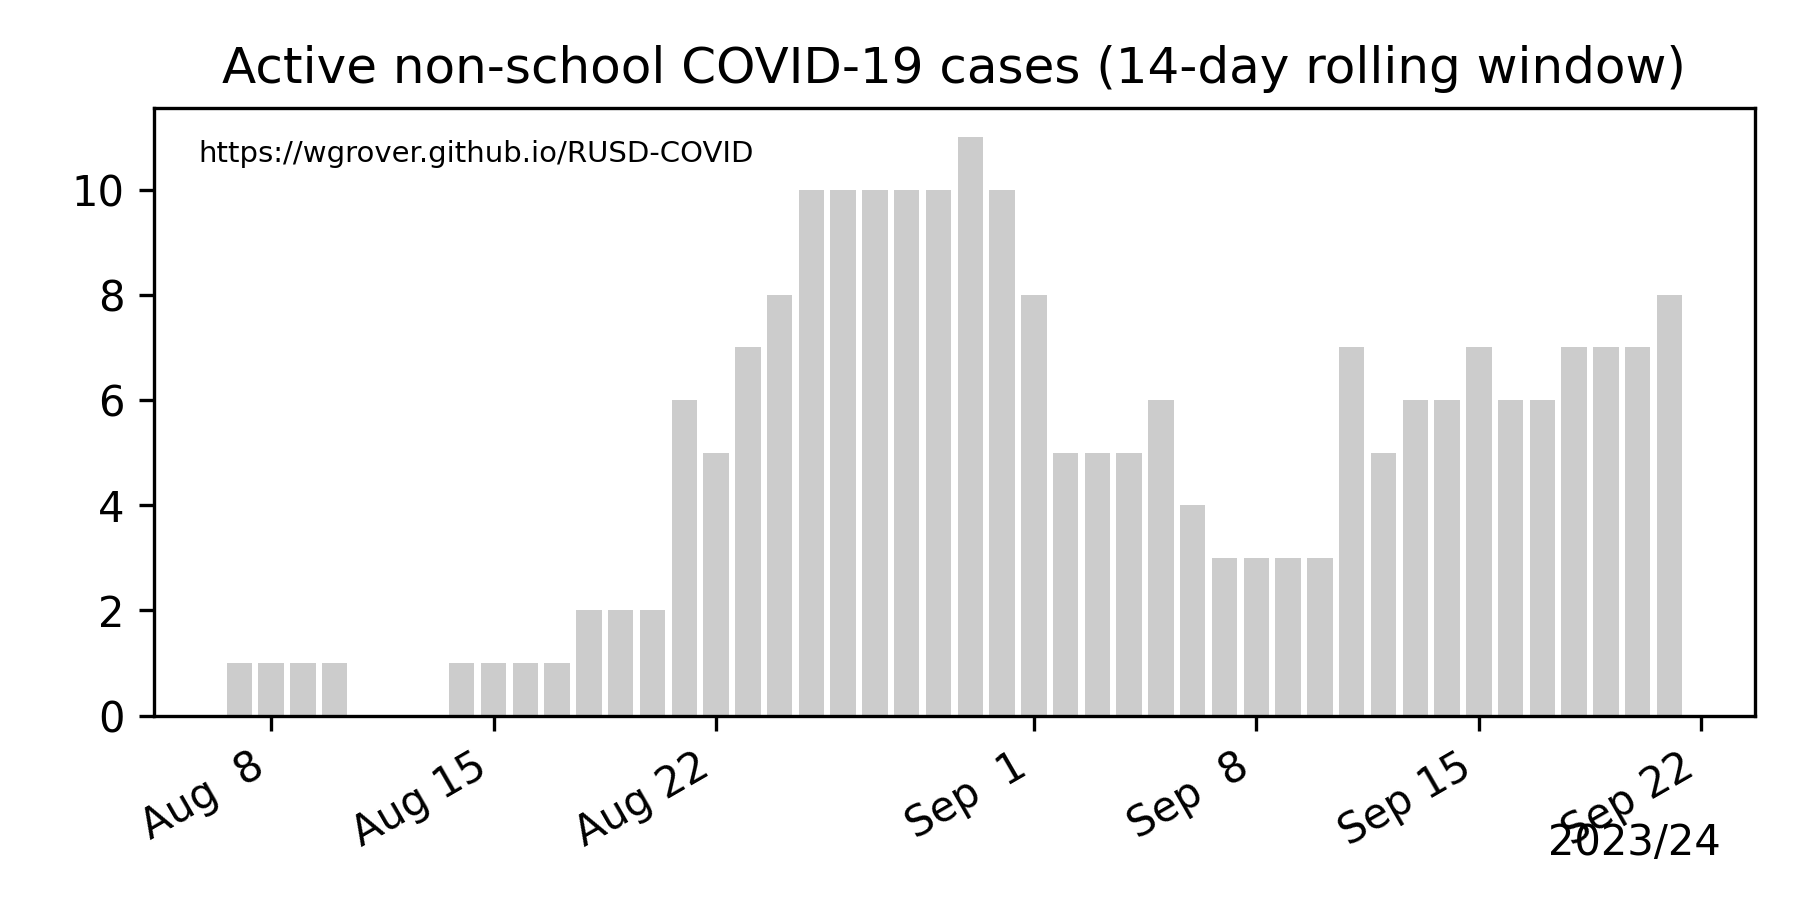 Active non-school COVID-19 cases (14-day rolling window)
https://wgrover.github.io/RUSD-COVID
10
8
6
4
2
0
Aug 8
Aug 15
Aug 22
Sep 1
Sep 8
Sep 15
Sep 22
2023/24